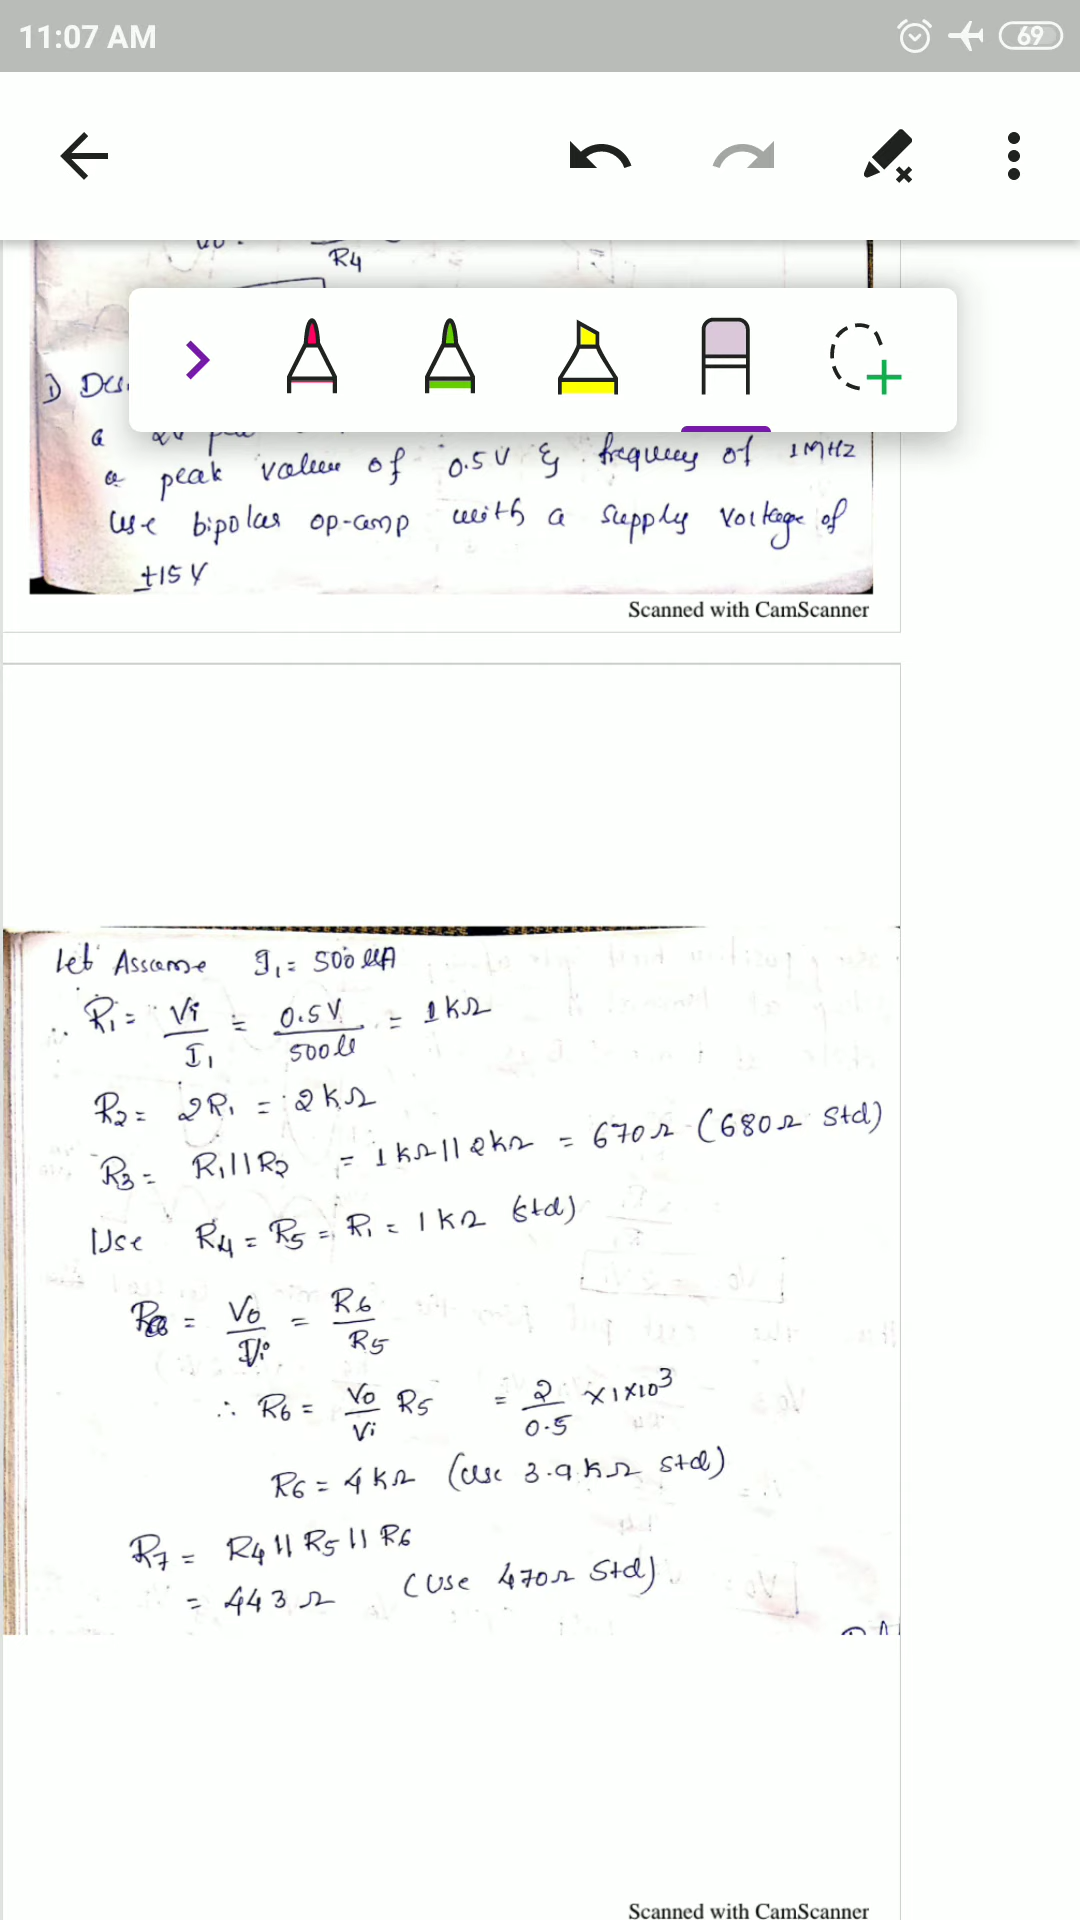 11:07 AM
69
R4
1) Des
a 2V pea
a peak value of 0.5V & frequency of 1MHz
use bipolar op-amp with a supply voltage of
±15V
Scanned with CamScanner
Let Assume I1 = 500 μA
∴ R1 = Vi/I1 = 0.5V/500μ = 1kΩ
R2 = 2R1 = 2kΩ
R3 = R1||R2 = 1kΩ||2kΩ = 670Ω (680Ω Std)
Use R4 = R5 = R1 = 1kΩ Std)
= Vo/Vi = R6/R5
∴ R6 = Vo/Vi R5 = 2/0.5 ×1×10³
R6 = 4kΩ (use 3.9kΩ Std)
R7 = R4||R5||R6
= 443Ω (Use 470Ω Std)
Scanned with CamScanner